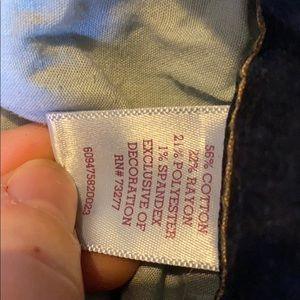 56% COTTON
22% RAYON
21% POLYESTER
1% SPANDEX
EXCLUSIVE OF
DECORATION
RN# 73277
609475820023